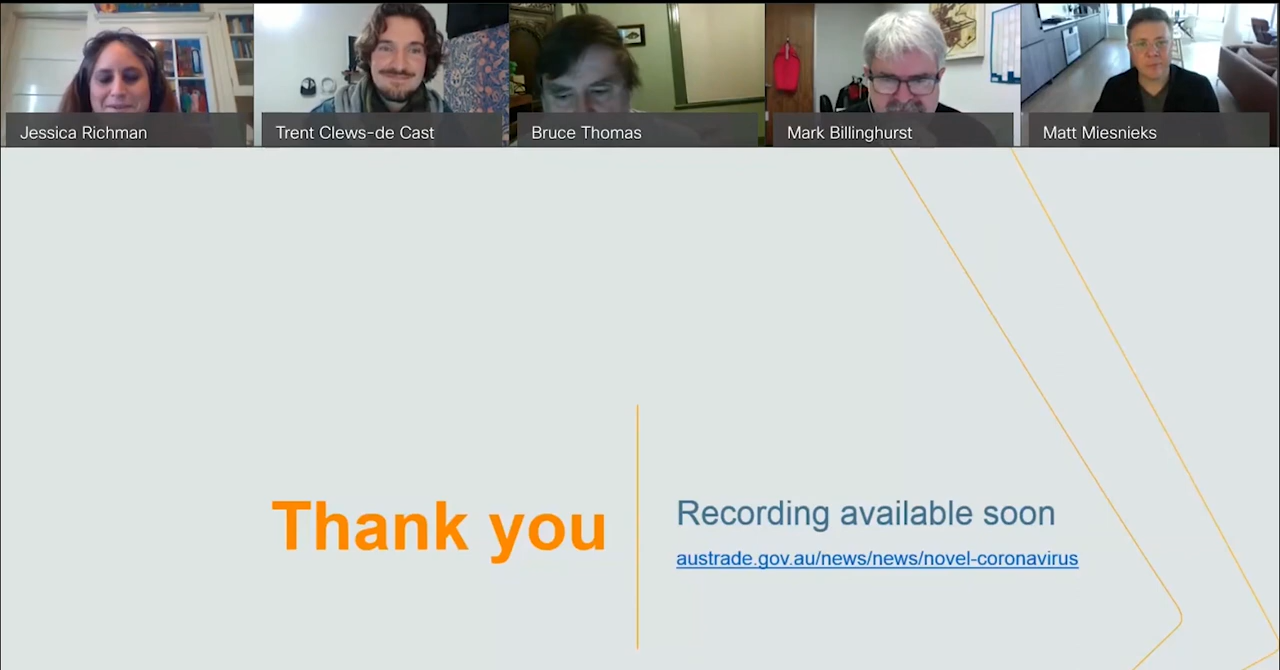 Jessica Richman
Trent Clews-de Cast
Bruce Thomas
Mark Billinghurst
Matt Miesnieks
Thank you
Recording available soon
austrade.gov.au/news/news/novel-coronavirus